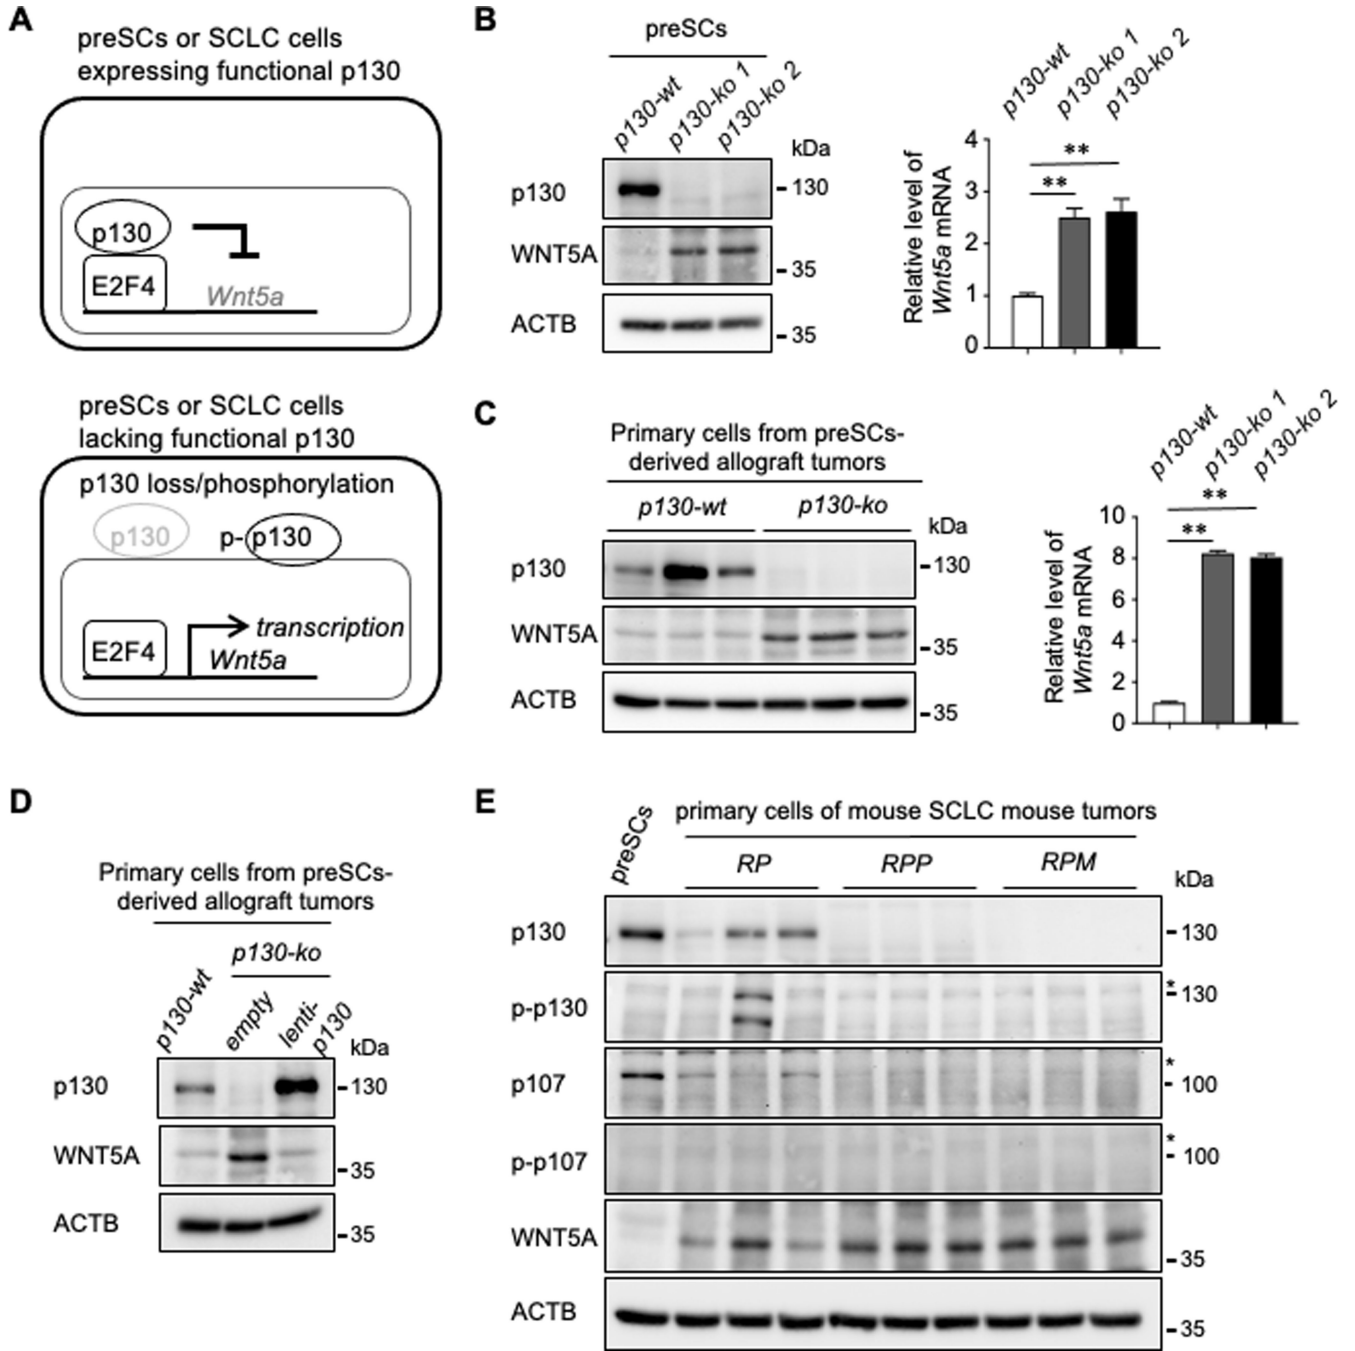 A
preSCs or SCLC cells
expressing functional p130
p130
E2F4
Wnt5a
preSCs or SCLC cells
lacking functional p130
p130 loss/phosphorylation
p130
p-p130
E2F4
transcription
Wnt5a
B
preSCs
p130-wt
p130-ko 1
p130-ko 2
kDa
p130
130
WNT5A
35
ACTB
35
p130-wt
p130-ko 1
p130-ko 2
Relative level of
Wnt5a mRNA
4
3
2
1
0
**
**
C
Primary cells from preSCs-
derived allograft tumors
p130-wt
p130-ko
kDa
p130
130
WNT5A
35
ACTB
35
p130-wt
p130-ko 1
p130-ko 2
Relative level of
Wnt5a mRNA
10
8
6
4
2
0
**
**
D
Primary cells from preSCs-
derived allograft tumors
p130-ko
p130-wt
empty
lenti-
p130
kDa
p130
130
WNT5A
35
ACTB
35
E
primary cells of mouse SCLC mouse tumors
preSCs
RP
RPP
RPM
kDa
p130
130
p-p130
*
130
p107
*
100
p-p107
*
100
WNT5A
35
ACTB
35